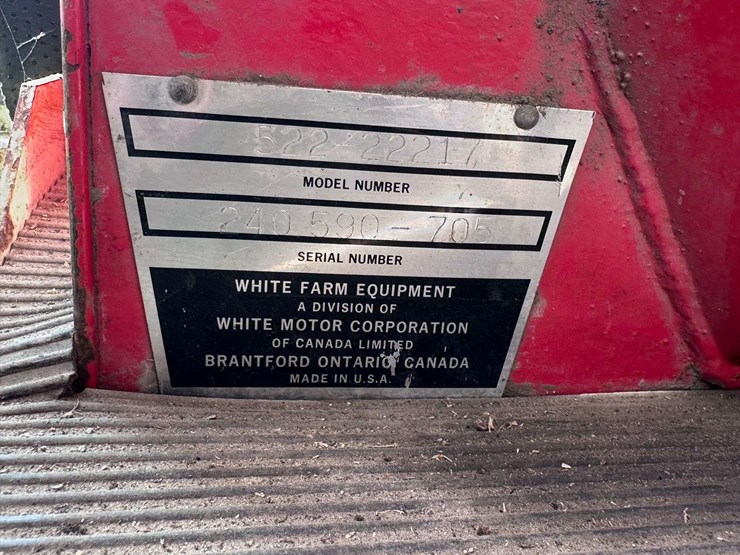 522-22217
MODEL NUMBER
240 590-705
SERIAL NUMBER
WHITE FARM EQUIPMENT
A DIVISION OF
WHITE MOTOR CORPORATION
OF CANADA LIMITED
BRANTFORD ONTARIO CANADA
MADE IN U.S.A.